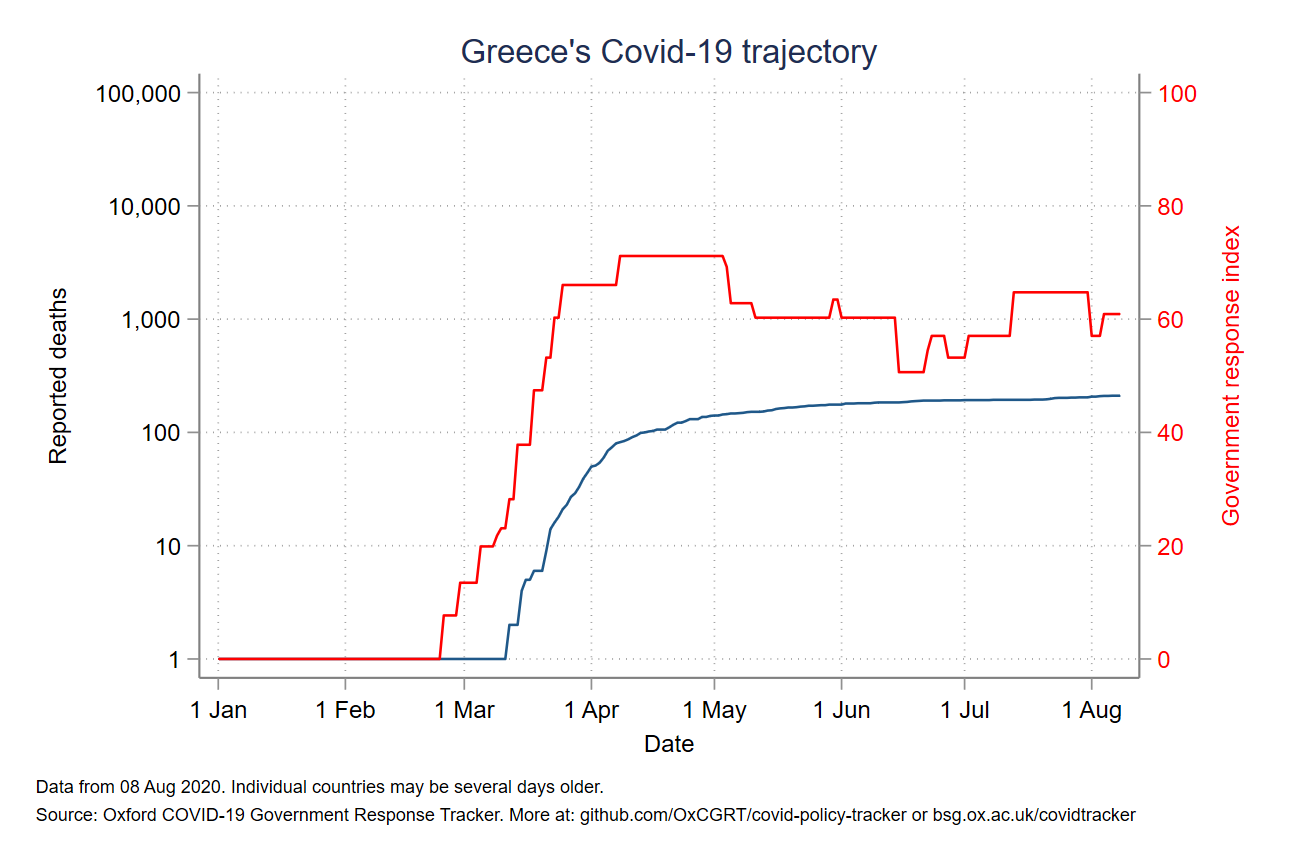 Greece's Covid-19 trajectory
100,000
10,000
1,000
100
10
1
Reported deaths
100
80
60
40
20
0
Government response index
1 Jan 1 Feb 1 Mar 1 Apr 1 May 1 Jun 1 Jul 1 Aug
Date
Data from 08 Aug 2020. Individual countries may be several days older.
Source: Oxford COVID-19 Government Response Tracker. More at: github.com/OxCGRT/covid-policy-tracker or bsg.ox.ac.uk/covidtracker